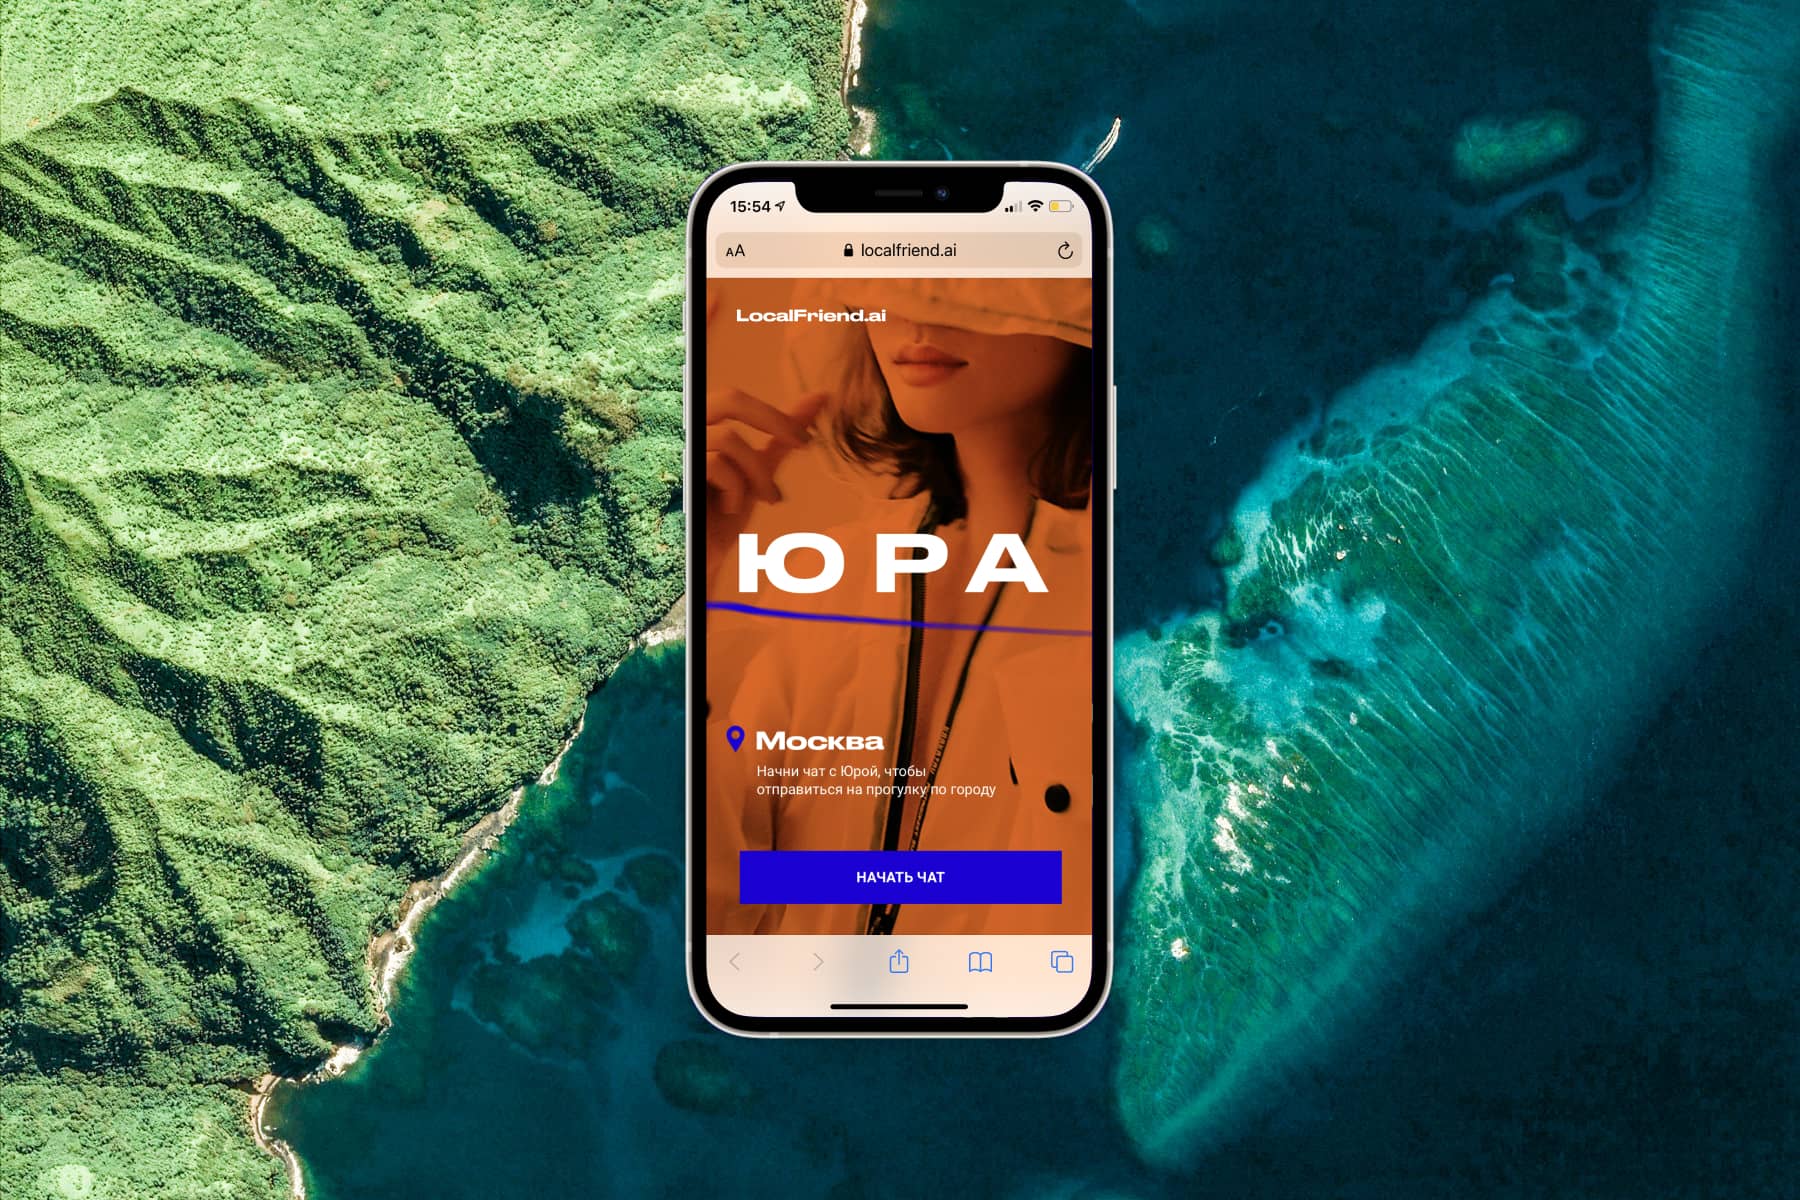 15:54
AA
localfriend.ai
LocalFriend.ai
ЮРА
Москва
Начни чат с Юрой, чтобы
отправиться на прогулку по городу
НАЧАТЬ ЧАТ